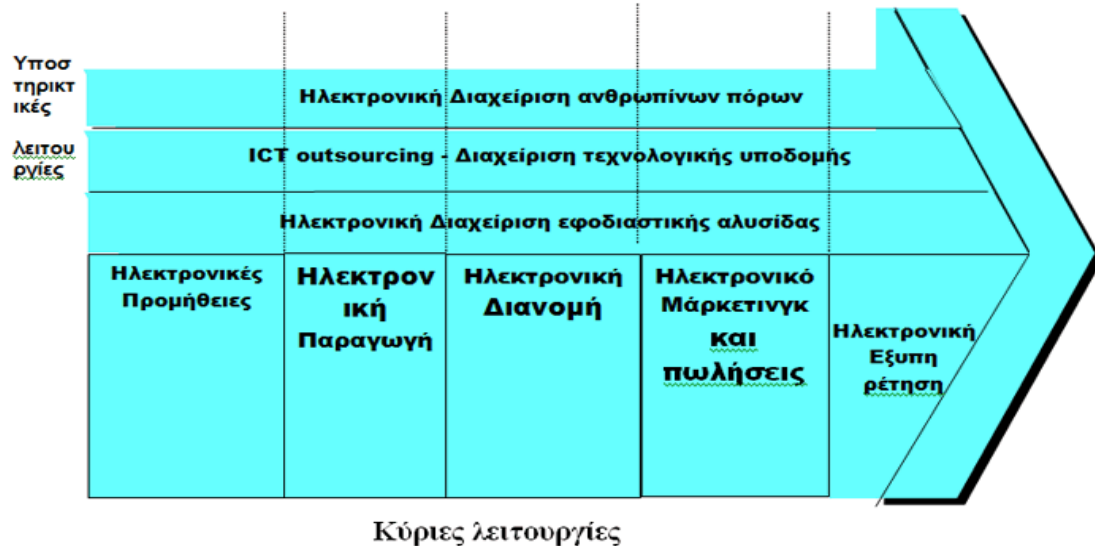 Υποσ
τηρικτ
ικές
λειτου
ργίες
Ηλεκτρονική Διαχείριση ανθρωπίνων πόρων
ICT outsourcing - Διαχείριση τεχνολογικής υποδομής
Ηλεκτρονική Διαχείριση εφοδιαστικής αλυσίδας
Ηλεκτρονικές
Προμήθειες
Ηλεκτρον
ική
Παραγωγή
Ηλεκτρονική
Διανομή
Ηλεκτρονικό
Μάρκετινγκ
και
πωλήσεις
Ηλεκτρονική
Εξυπη
ρέτηση
Κύριες λειτουργίες